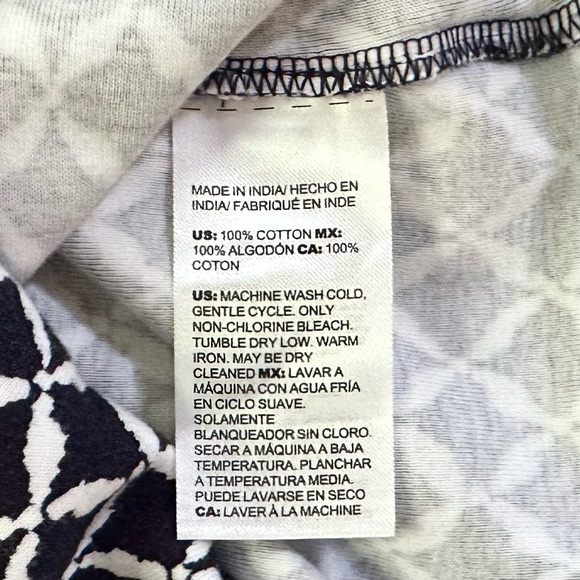 MADE IN INDIA/ HECHO EN
INDIA/ FABRIQUÉ EN INDE
US: 100% COTTON MX:
100% ALGODÓN CA: 100%
COTON
US: MACHINE WASH COLD,
GENTLE CYCLE. ONLY
NON-CHLORINE BLEACH.
TUMBLE DRY LOW. WARM
IRON. MAY BE DRY
CLEANED MX: LAVAR A
MÁQUINA CON AGUA FRÍA
EN CICLO SUAVE.
SOLAMENTE
BLANQUEADOR SIN CLORO.
SECAR A MÁQUINA A BAJA
TEMPERATURA. PLANCHAR
A TEMPERATURA MEDIA.
PUEDE LAVARSE EN SECO
CA: LAVER À LA MACHINE